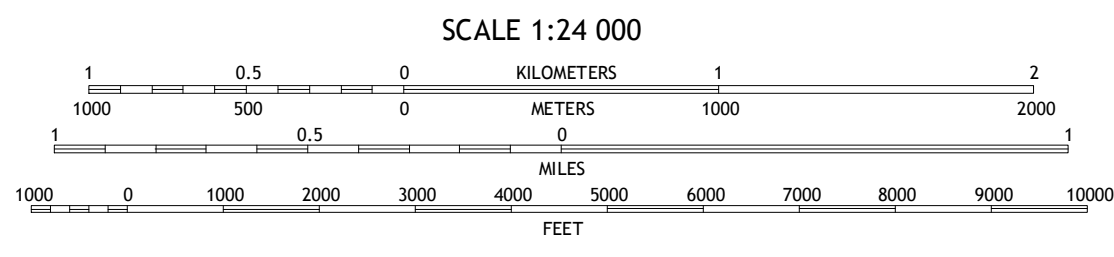 SCALE 1:24 000
1 0.5 0 KILOMETERS 1 2
1000 500 0 METERS 1000 2000
1 0.5 0 1
MILES
1000 0 1000 2000 3000 4000 5000 6000 7000 8000 9000 10000
FEET